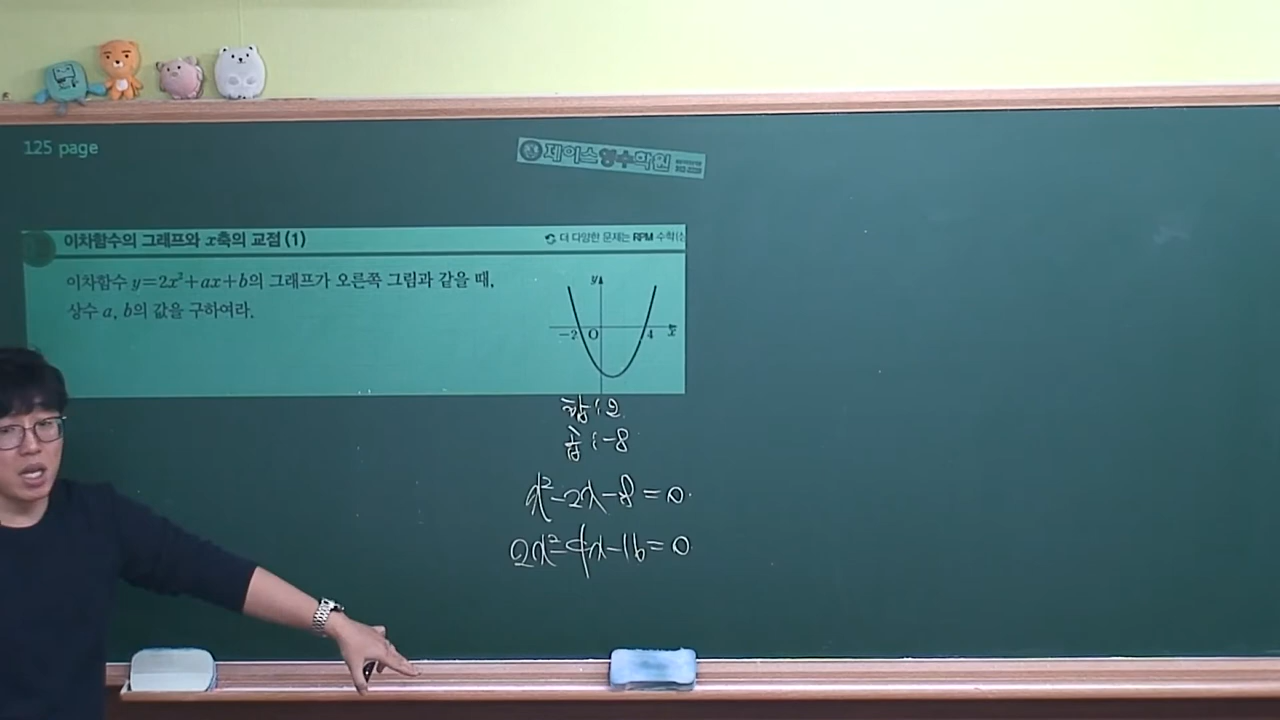 125 page
제이스영수학원
이차함수의 그래프와 x축의 교점 (1)
더 다양한 문제는 RPM 수학(상
이차함수 y=2x²+ax+b의 그래프가 오른쪽 그림과 같을 때,
상수 a, b의 값을 구하여라.
y
-2 O 4 x
합 : 2
곱 : -8
x²-2x-8=0.
2x²-4x-16=0